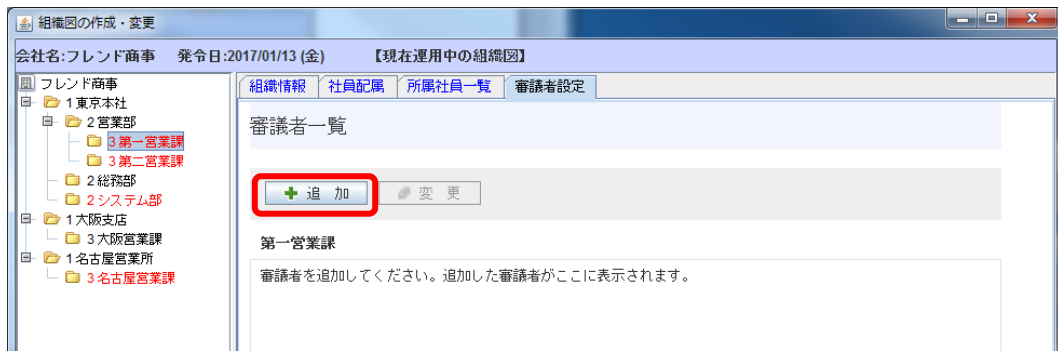 組織図の作成・変更
会社名:フレンド商事 発令日:2017/01/13 (金) 【現在運用中の組織図】
フレンド商事
1東京本社
2営業部
3第一営業課
3第二営業課
2総務部
2システム部
1大阪支店
3大阪営業課
1名古屋営業所
3名古屋営業課
組織情報 社員配属 所属社員一覧 審議者設定
審議者一覧
追 加 変 更
第一営業課
審議者を追加してください。追加した審議者がここに表示されます。